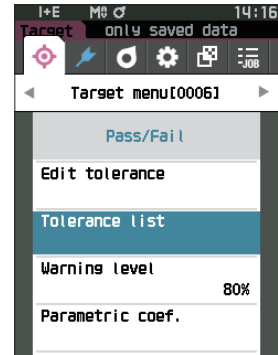 I+E M0 14:16
Target only saved data
JOB
Target menu[0006]
Pass/Fail
Edit tolerance
Tolerance list
Warning level
80%
Parametric coef.